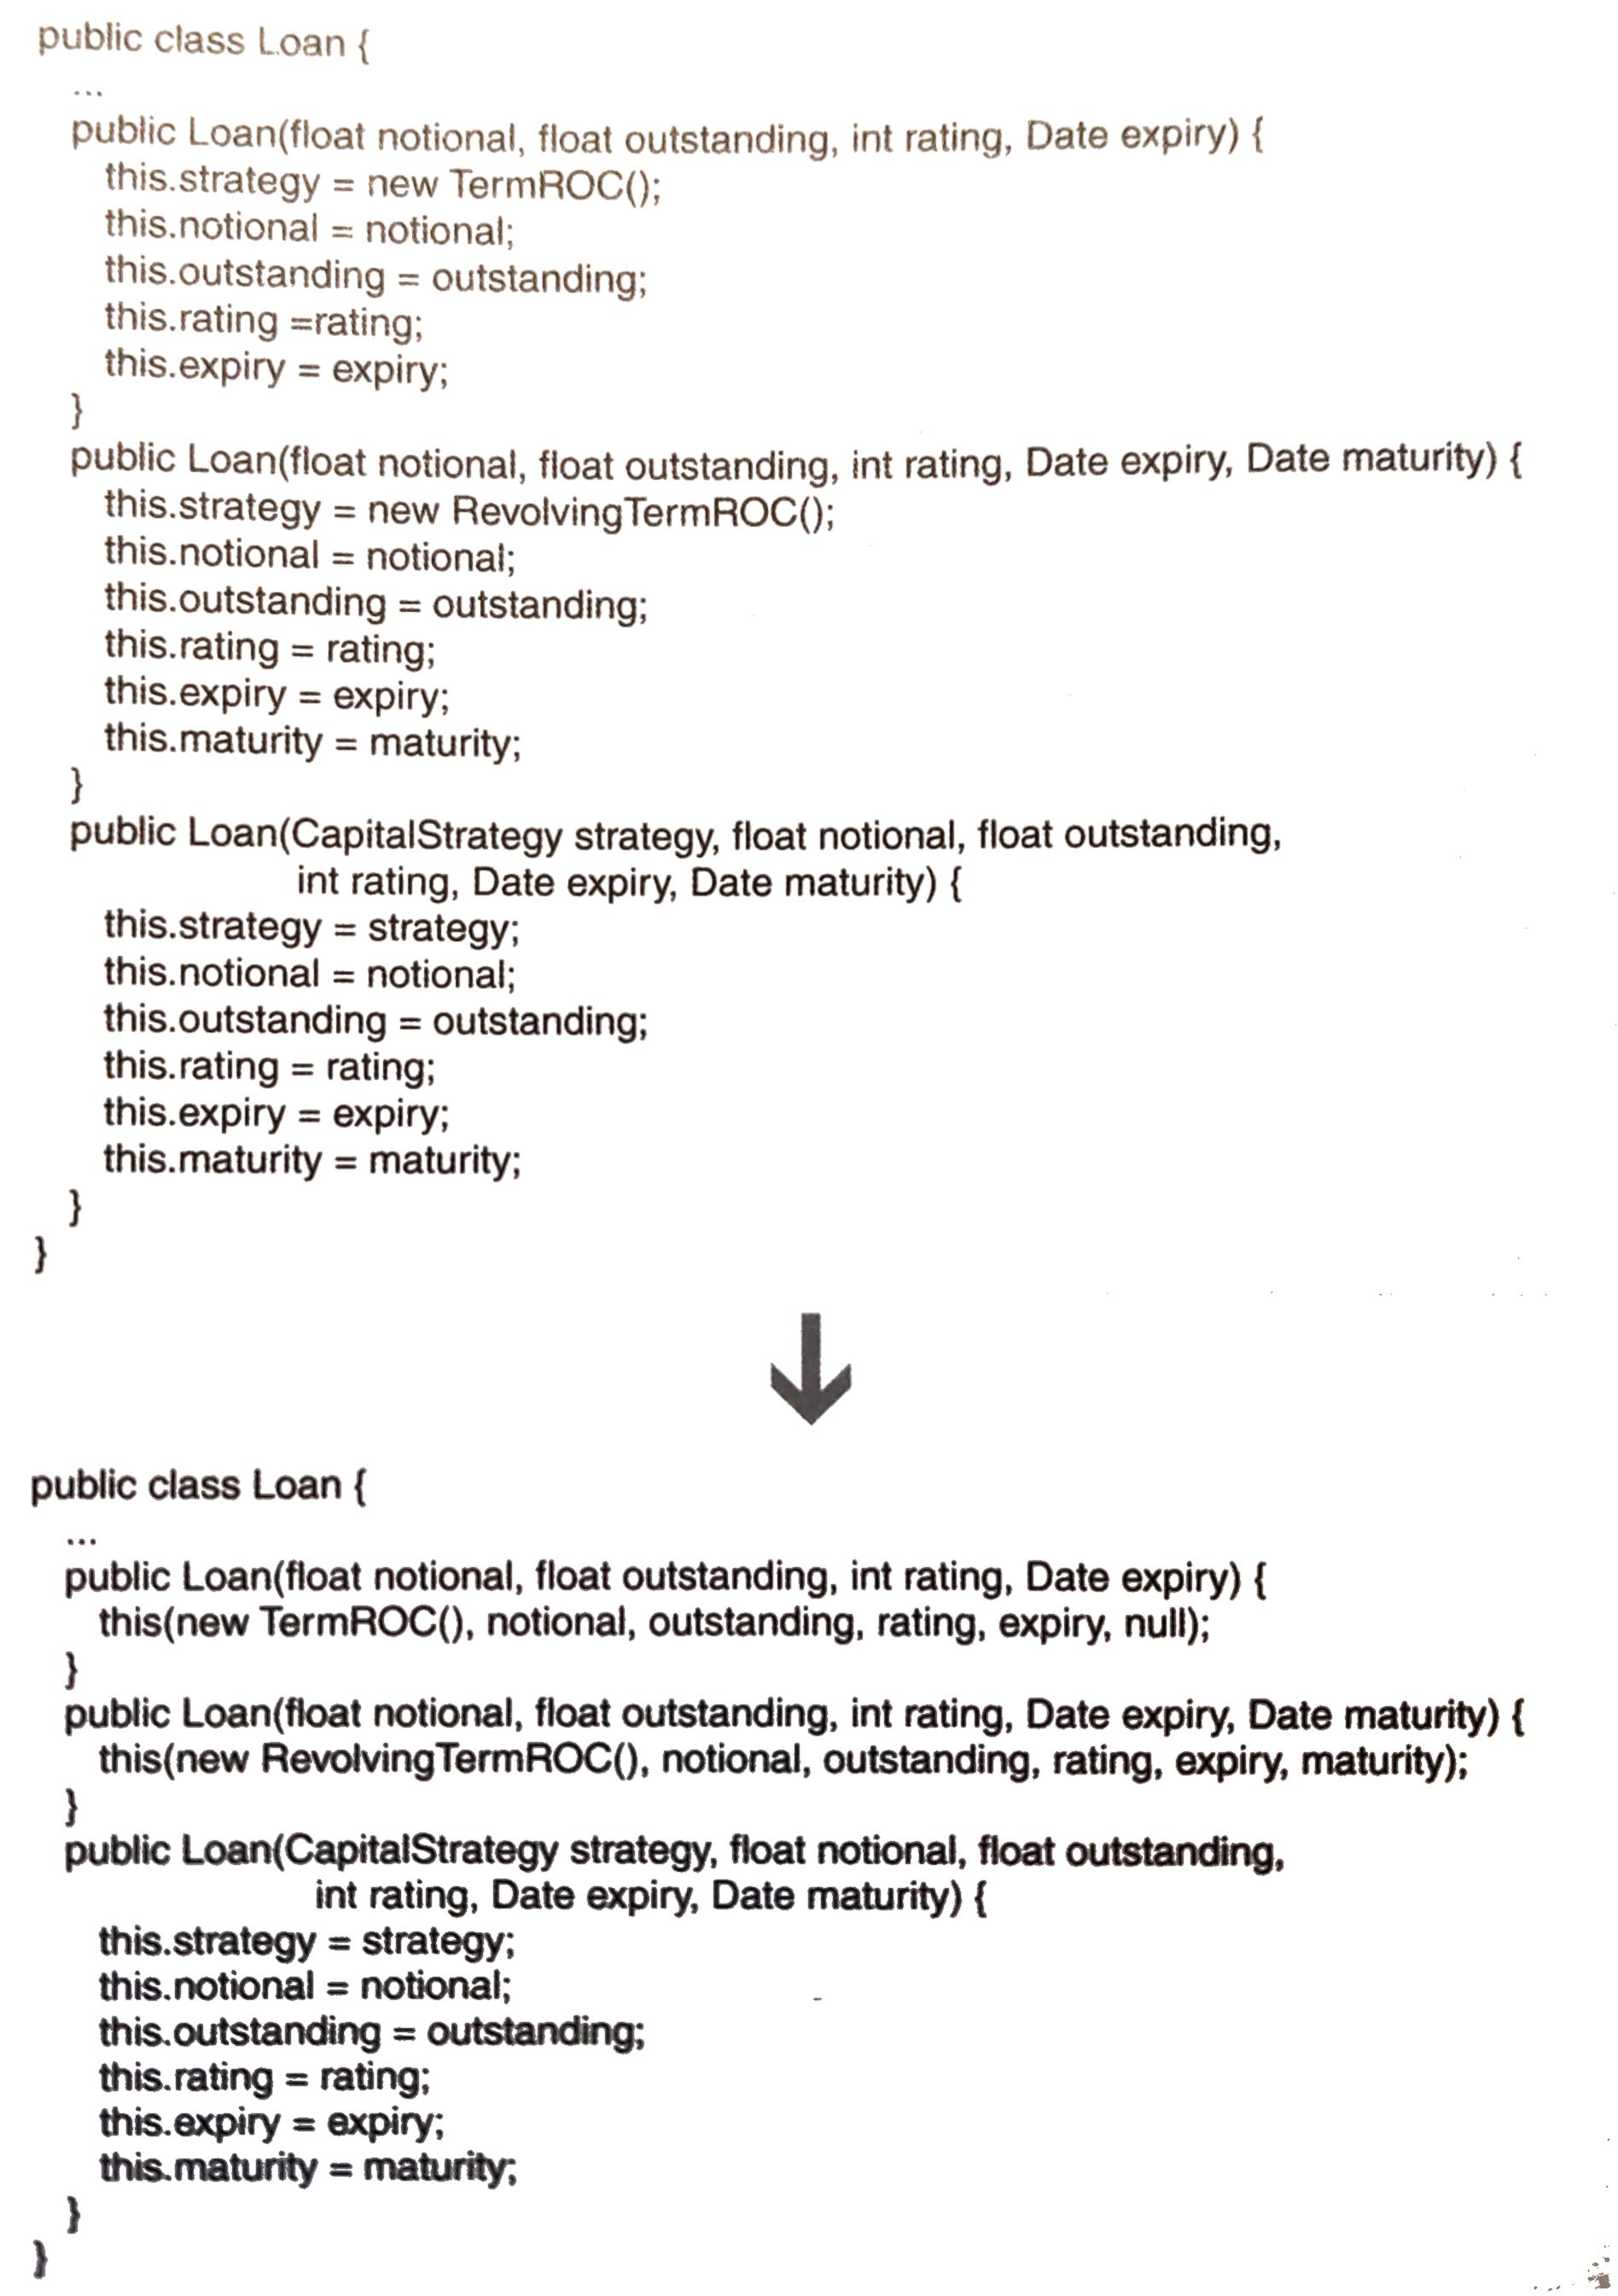 public class Loan {
...
public Loan(float notional, float outstanding, int rating, Date expiry) {
this.strategy = new TermROC();
this.notional = notional;
this.outstanding = outstanding;
this.rating =rating;
this.expiry = expiry;
}
public Loan(float notional, float outstanding, int rating, Date expiry, Date maturity) {
this.strategy = new RevolvingTermROC();
this.notional = notional;
this.outstanding = outstanding;
this.rating = rating;
this.expiry = expiry;
this.maturity = maturity;
}
public Loan(CapitalStrategy strategy, float notional, float outstanding,
int rating, Date expiry, Date maturity) {
this.strategy = strategy;
this.notional = notional;
this.outstanding = outstanding;
this.rating = rating;
this.expiry = expiry;
this.maturity = maturity;
}
}
public class Loan {
...
public Loan(float notional, float outstanding, int rating, Date expiry) {
this(new TermROC(), notional, outstanding, rating, expiry, null);
}
public Loan(float notional, float outstanding, int rating, Date expiry, Date maturity) {
this(new RevolvingTermROC(), notional, outstanding, rating, expiry, maturity);
}
public Loan(CapitalStrategy strategy, float notional, float outstanding,
int rating, Date expiry, Date maturity) {
this.strategy = strategy;
this.notional = notional;
this.outstanding = outstanding;
this.rating = rating;
this.expiry = expiry;
this.maturity = maturity;
}
}